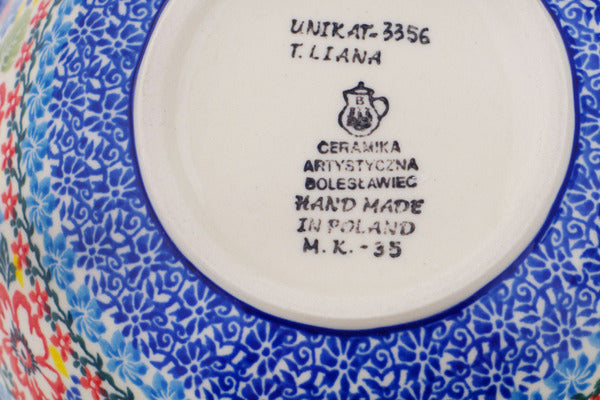 UNIKAT-3356
T. LIANA
B
CERAMIKA
ARTYSTYCZNA
BOLESŁAWIEC
HAND MADE
IN POLAND
M.K.-35